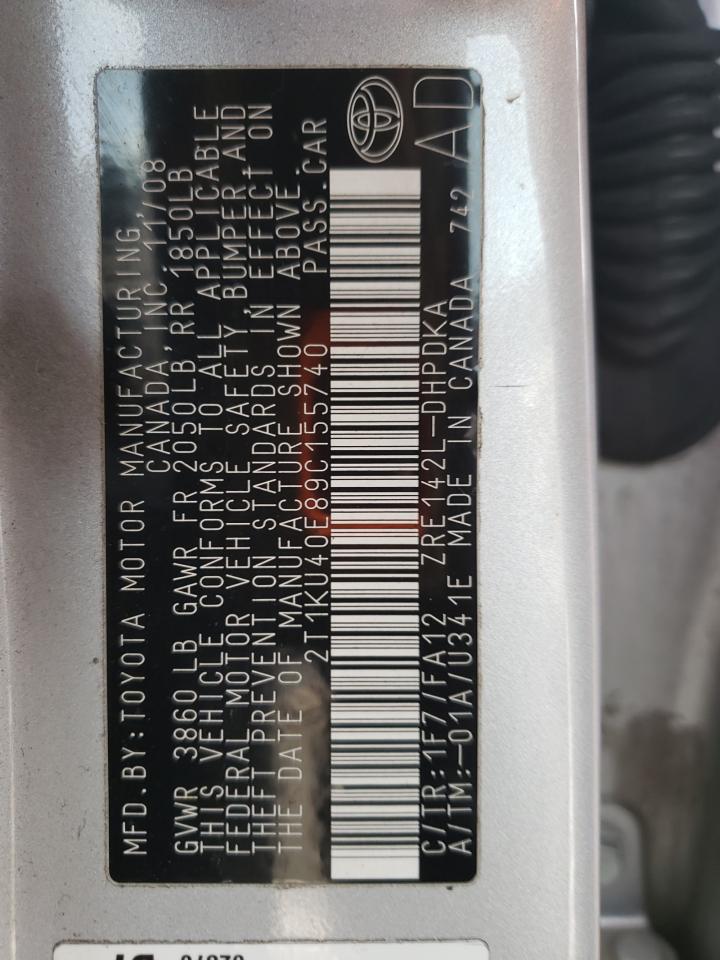 MFD.BY:TOYOTA MOTOR MANUFACTURING,
CANADA,INC. 11/08
GVWR 3860LB GAWR FR 2050LB,RR 1850LB
THIS VEHICLE CONFORMS TO ALL APPLICABLE
FEDERAL MOTOR VEHICLE SAFETY,BUMPER,AND
THEFT PREVENTION STANDARDS IN EFFECT ON
THE DATE OF MANUFACTURE SHOWN ABOVE.
2T1KU40E89C155740 PASS.CAR
C/TR:1F7/FA12 ZRE142L-DHPDKA
A/TM:-01A/U341E MADE IN CANADA 742
AD